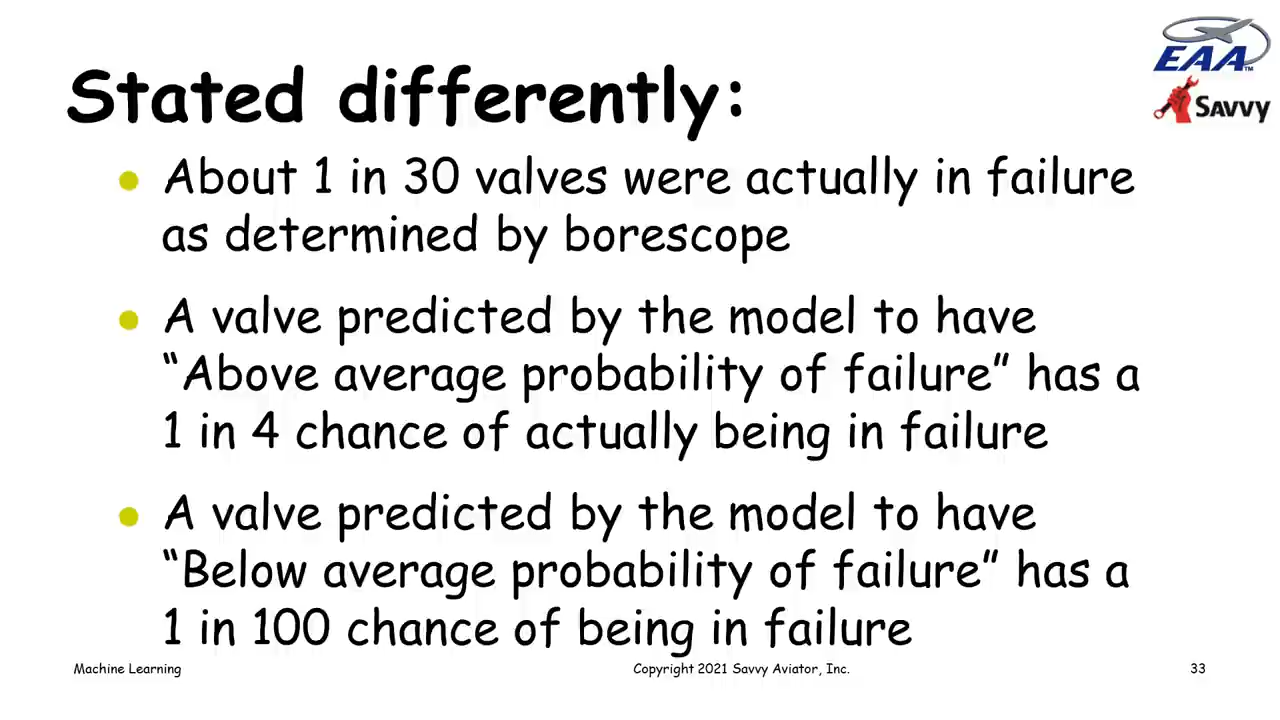 EAA™
Savvy
Stated differently:
About 1 in 30 valves were actually in failure
as determined by borescope
A valve predicted by the model to have
“Above average probability of failure” has a
1 in 4 chance of actually being in failure
A valve predicted by the model to have
“Below average probability of failure” has a
1 in 100 chance of being in failure
Machine Learning
Copyright 2021 Savvy Aviator, Inc.
33